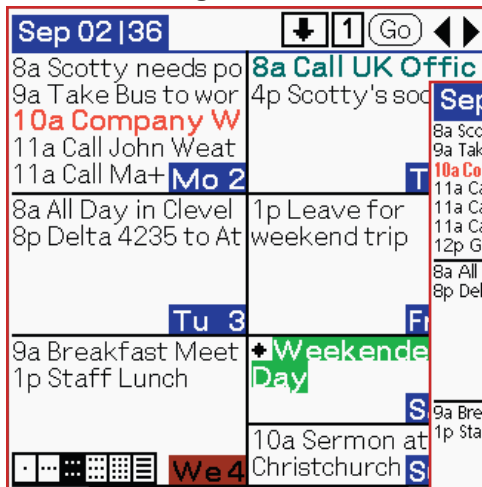 Sep 02|36
1
Go
8a Scotty needs po
9a Take Bus to wor
10a Company W
11a Call John Weat
11a Call Ma+
Mo 2
8a All Day in Clevel
8p Delta 4235 to At
Tu 3
9a Breakfast Meet
1p Staff Lunch
We 4
8a Call UK Offic
4p Scotty's soc
T
1p Leave for
weekend trip
Fr
Weekende
Day
S
10a Sermon at
Christchurch
S
Sep
8a Sco
9a Tak
10a Co
11a Ca
11a Ca
11a Ca
12p G
8a All
8p Del
9a Bre
1p Sta